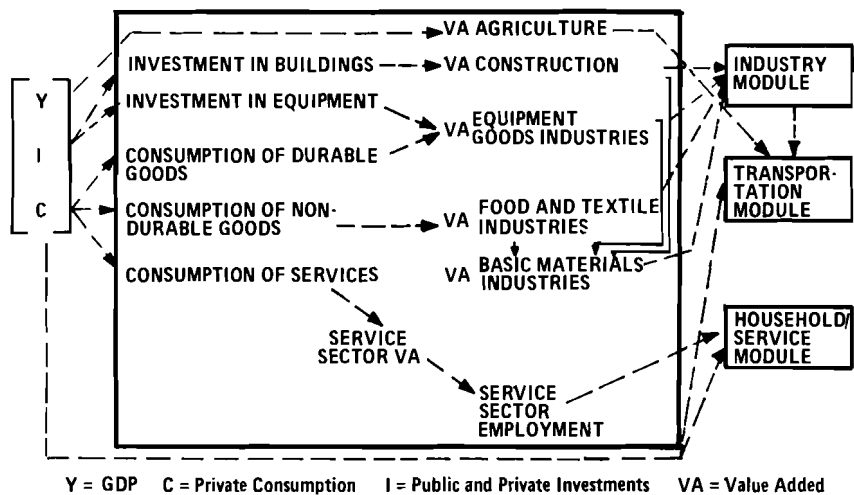 Y
I
C
VA AGRICULTURE
INVESTMENT IN BUILDINGS
VA CONSTRUCTION
INVESTMENT IN EQUIPMENT
VA EQUIPMENT
GOODS INDUSTRIES
CONSUMPTION OF DURABLE
GOODS
CONSUMPTION OF NON-
DURABLE GOODS
VA FOOD AND TEXTILE
INDUSTRIES
CONSUMPTION OF SERVICES
VA BASIC MATERIALS
INDUSTRIES
SERVICE
SECTOR VA
SERVICE
SECTOR
EMPLOYMENT
INDUSTRY
MODULE
TRANSPOR-
TATION
MODULE
HOUSEHOLD/
SERVICE
MODULE
Y = GDP C = Private Consumption I = Public and Private Investments VA = Value Added